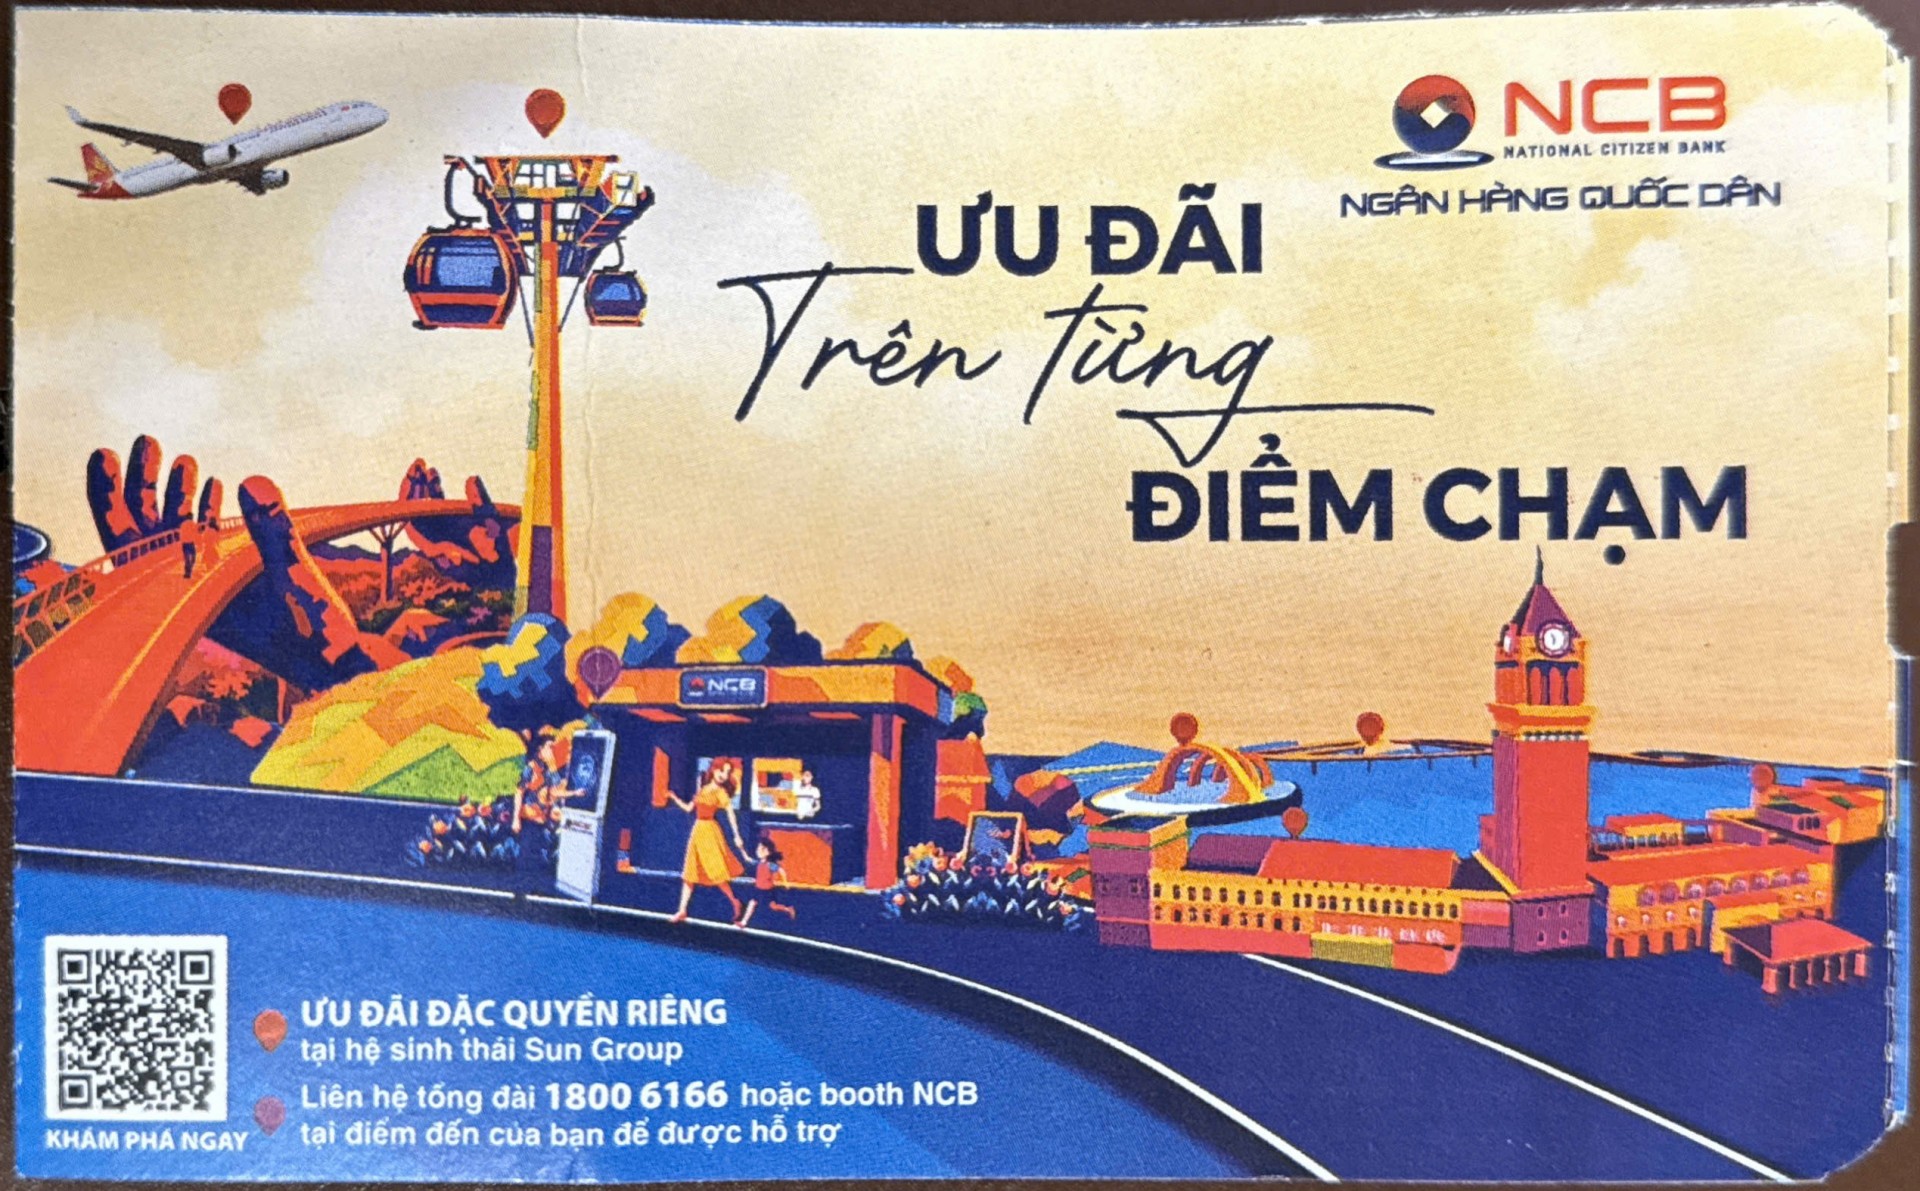 NCB
NATIONAL CITIZEN BANK
NGÂN HÀNG QUỐC DÂN
ƯU ĐÃI
Trên từng
ĐIỂM CHẠM
NCB
ƯU ĐÃI ĐẶC QUYỀN RIÊNG
tại hệ sinh thái Sun Group
Liên hệ tổng đài 1800 6166 hoặc booth NCB
tại điểm đến của bạn để được hỗ trợ
KHÁM PHÁ NGAY